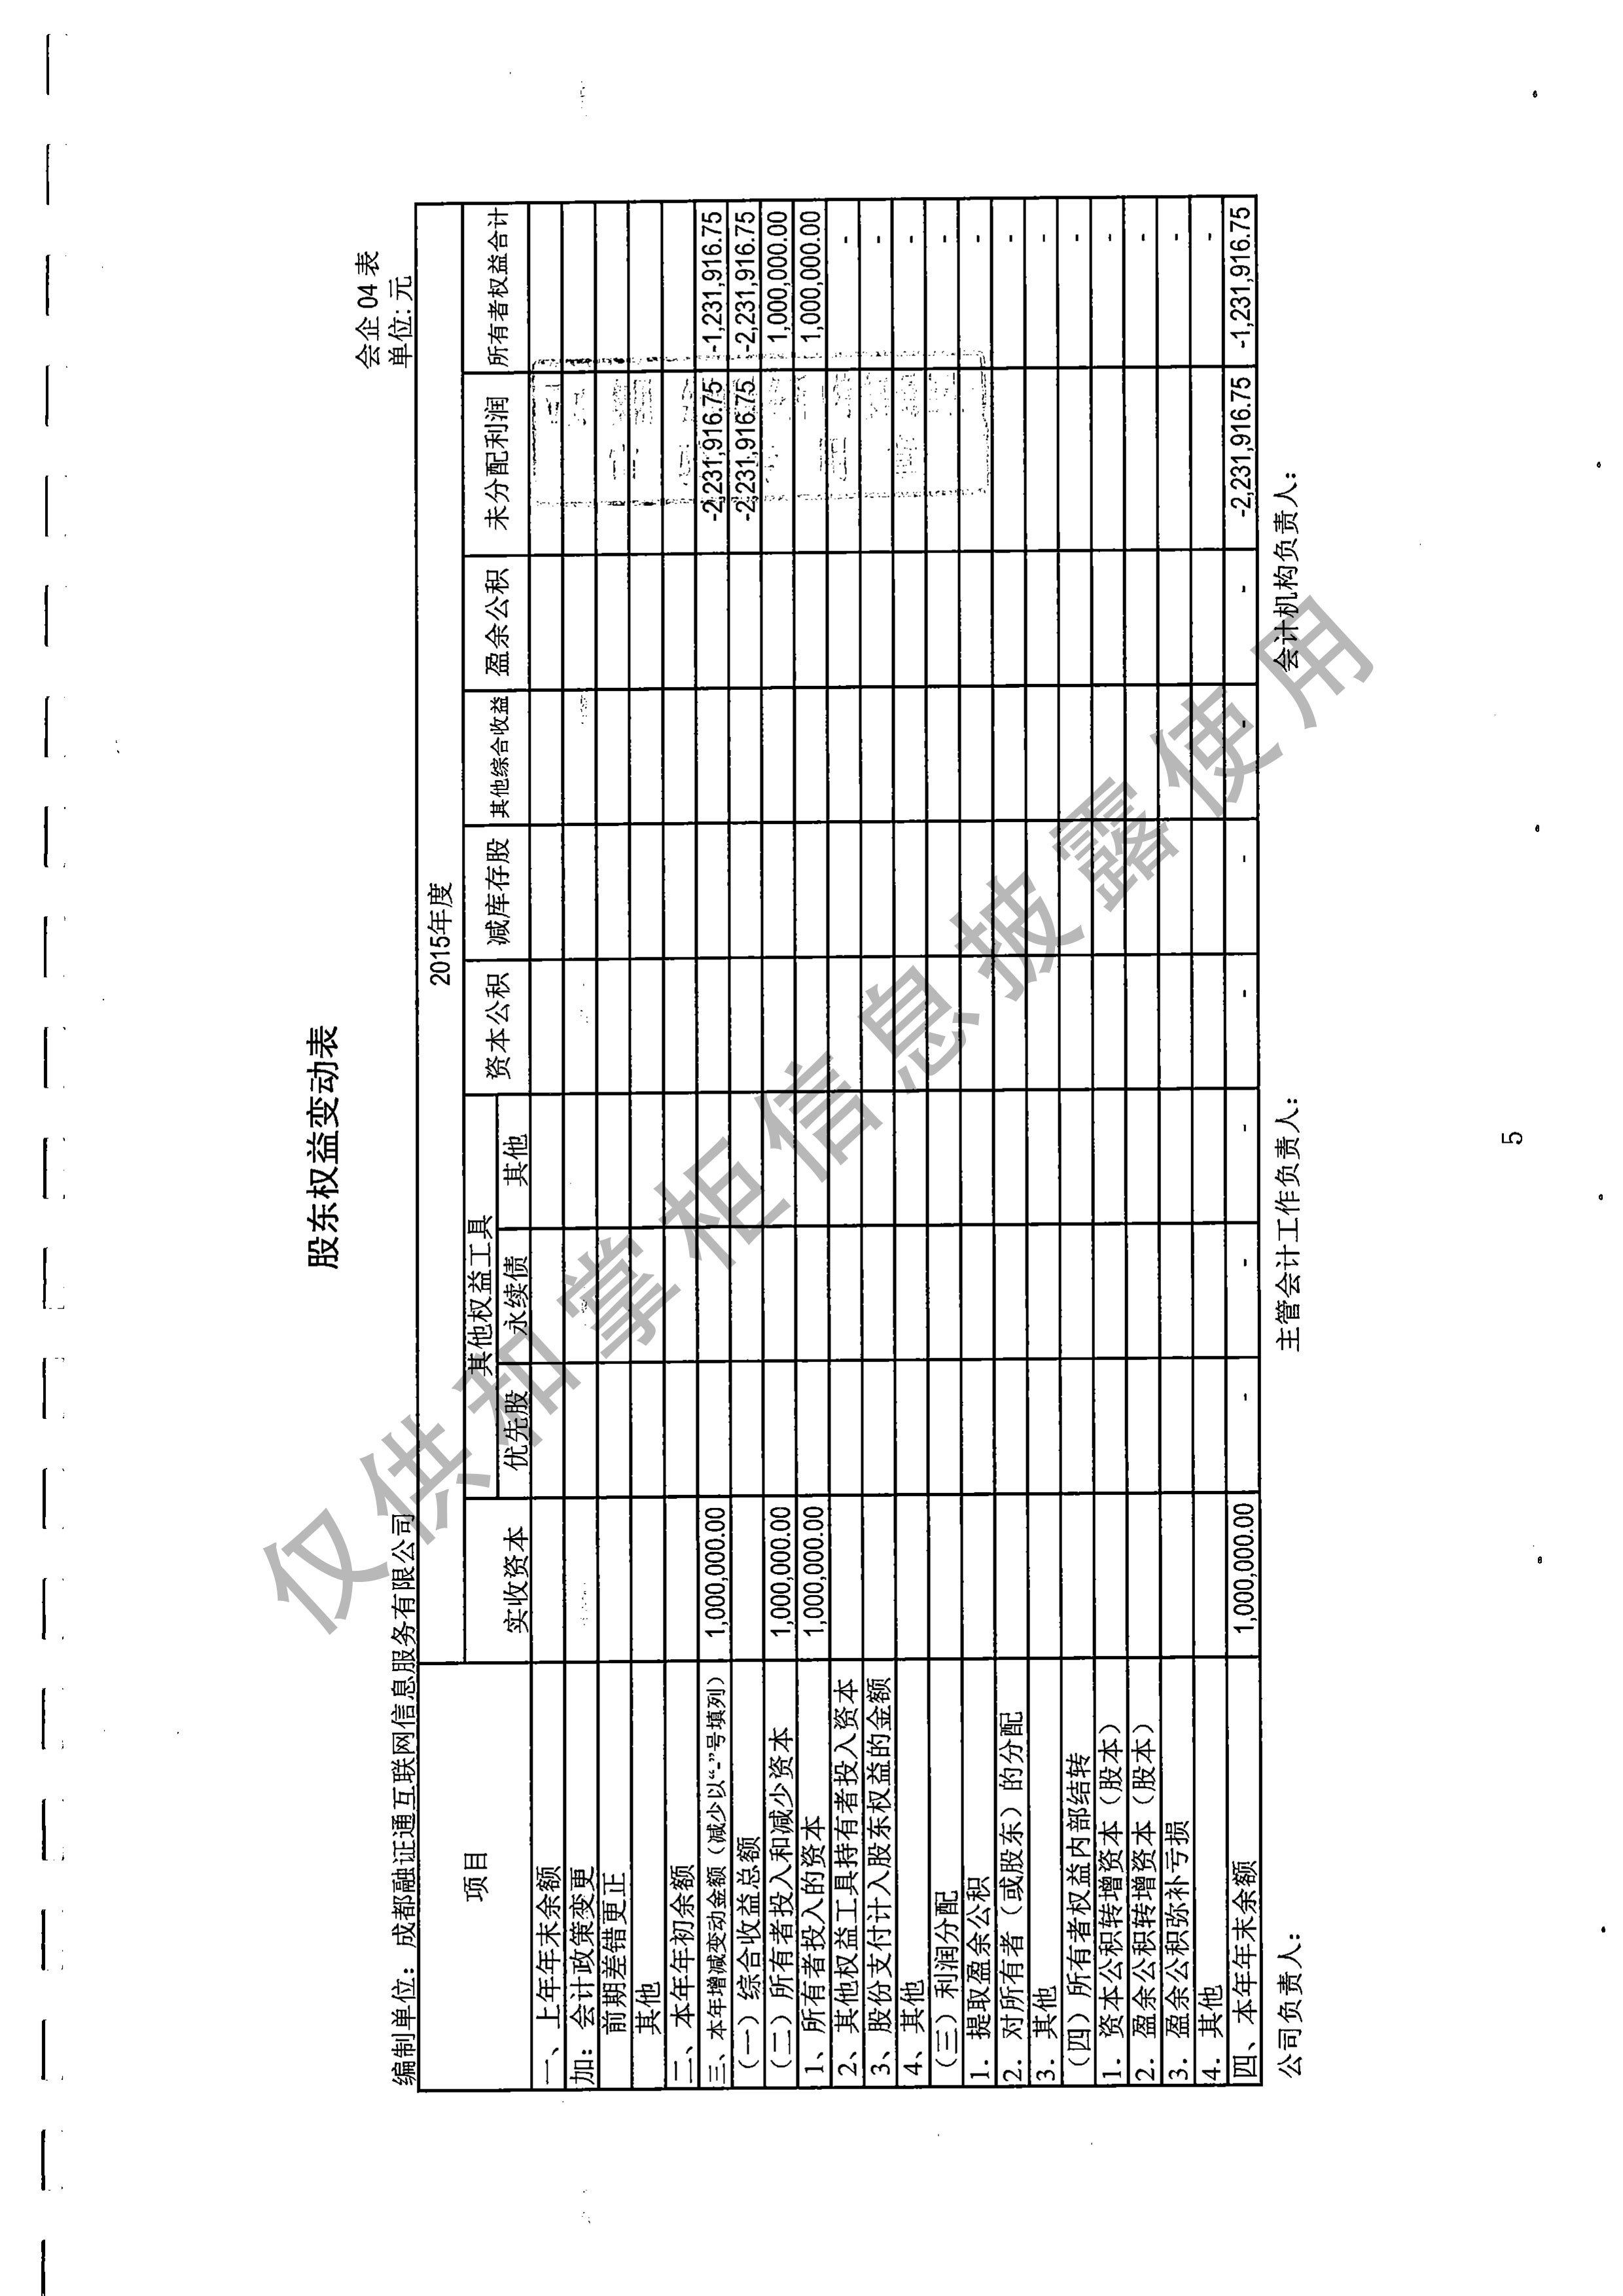 股东权益变动表
会企 04 表
编制单位：成都融证通互联网信息服务有限公司 单位: 元
项目 2015年度
实收资本 其他权益工具 资本公积 减库存股 其他综合收益 盈余公积 未分配利润 所有者权益合计
优先股 永续债 其他
一、上年年末余额
加：会计政策变更
前期差错更正
其他
二、本年年初余额
三、本年增减变动金额（减少以“-”号填列） 1,000,000.00 -2,231,916.75 -1,231,916.75
（一）综合收益总额 -2,231,916.75 -2,231,916.75
（二）所有者投入和减少资本 1,000,000.00 1,000,000.00
1、所有者投入的资本 1,000,000.00 1,000,000.00
2、其他权益工具持有者投入资本 -
3、股份支付计入股东权益的金额 -
4、其他 -
（三）利润分配 -
1. 提取盈余公积 -
2. 对所有者（或股东）的分配 -
3. 其他 -
（四）所有者权益内部结转 -
1. 资本公积转增资本（股本） -
2. 盈余公积转增资本（股本） -
3. 盈余公积弥补亏损 -
4. 其他 -
四、本年年末余额 1,000,000.00 - - - - - - - -2,231,916.75 -1,231,916.75
公司负责人： 主管会计工作负责人： 会计机构负责人：
5
仅供和掌柜信息披露使用